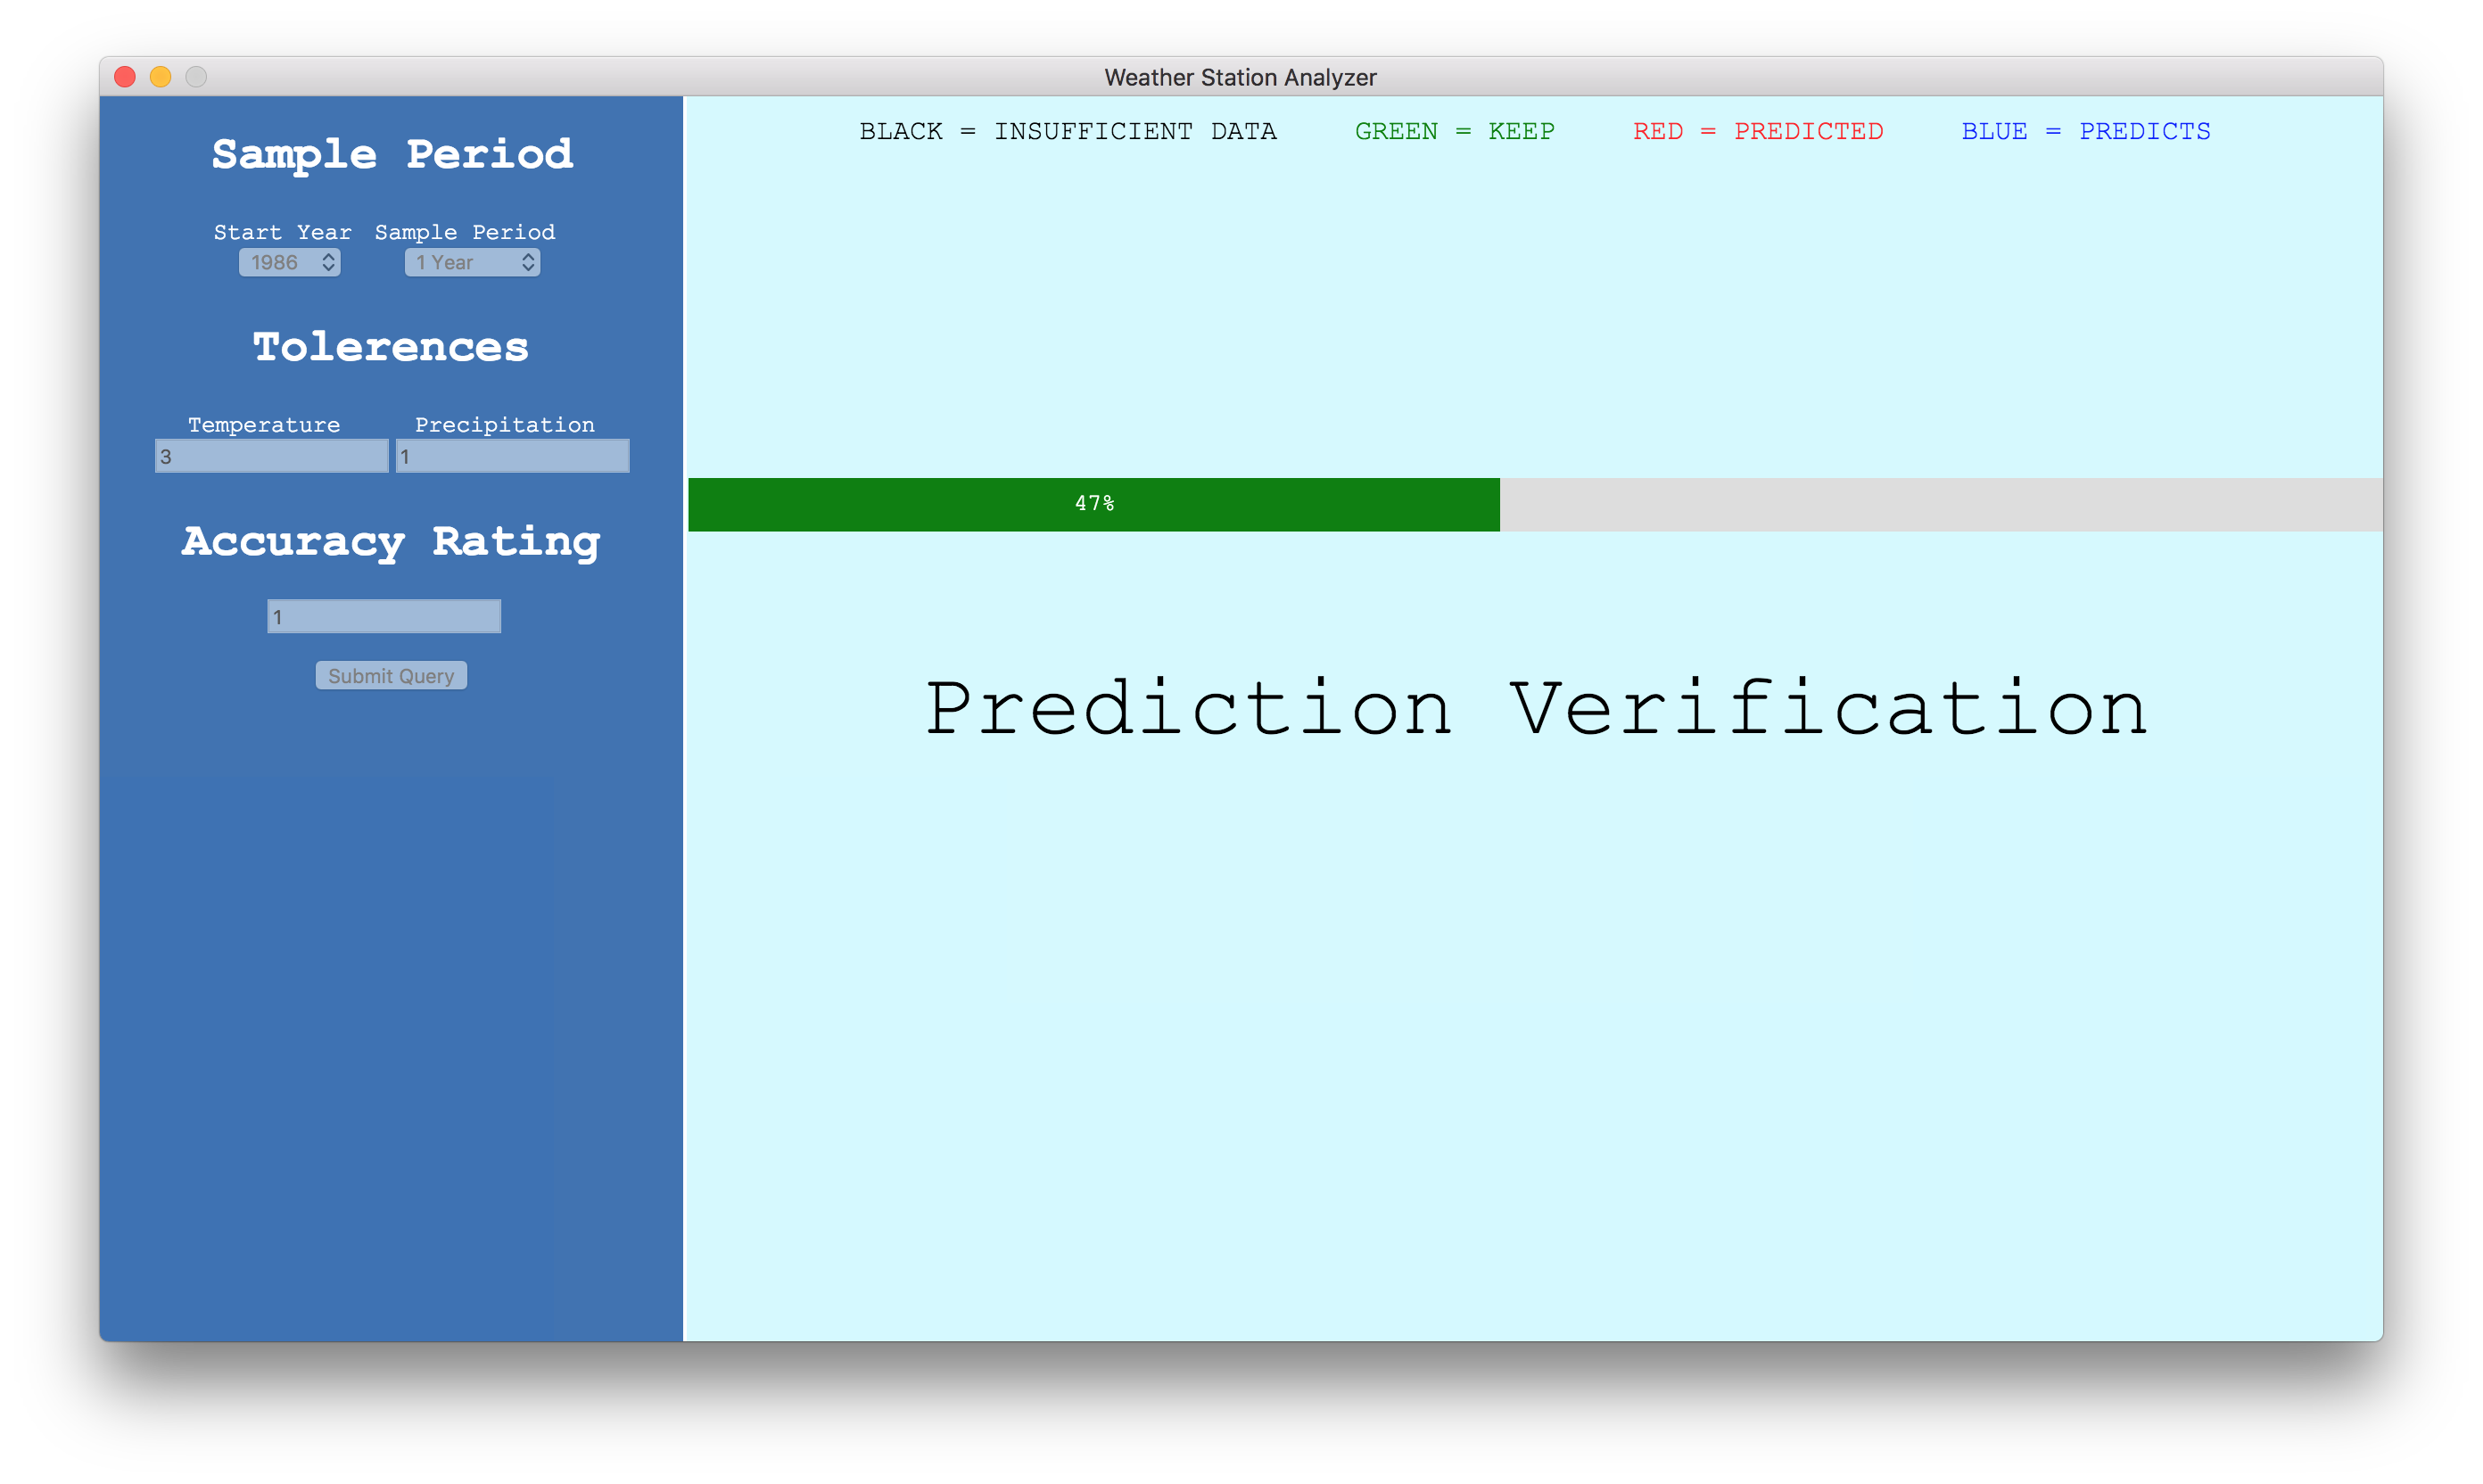 Weather Station Analyzer
Sample Period
Start Year Sample Period
1986 1 Year
Tolerences
Temperature Precipitation
3 1
Accuracy Rating
1
Submit Query
BLACK = INSUFFICIENT DATA GREEN = KEEP RED = PREDICTED BLUE = PREDICTS
47%
Prediction Verification